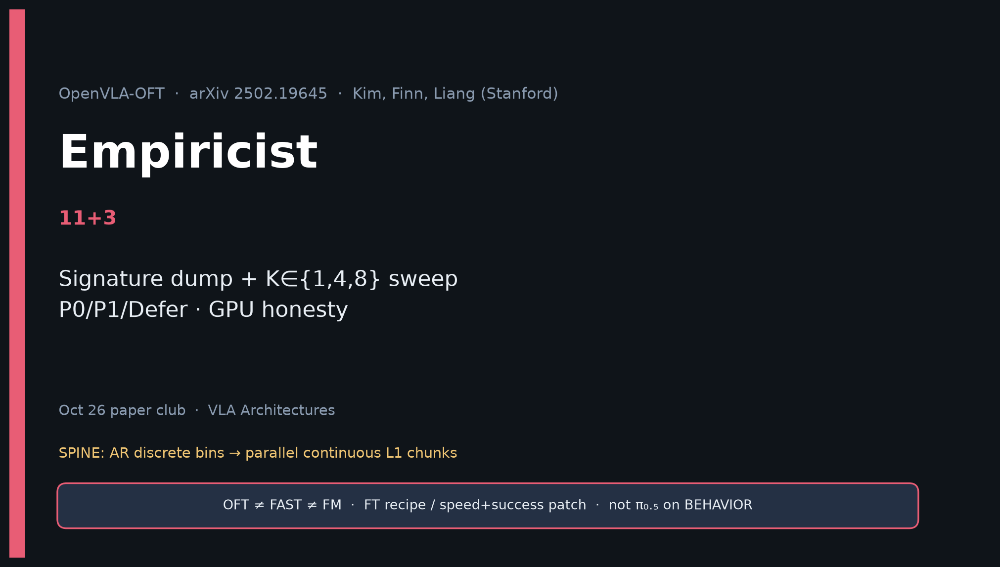 OpenVLA-OFT · arXiv 2502.19645 · Kim, Finn, Liang (Stanford)
Empiricist
11+3
Signature dump + K∈{1,4,8} sweep
P0/P1/Defer · GPU honesty
Oct 26 paper club · VLA Architectures
SPINE: AR discrete bins → parallel continuous L1 chunks
OFT ≠ FAST ≠ FM · FT recipe / speed+success patch · not π₀.₅ on BEHAVIOR